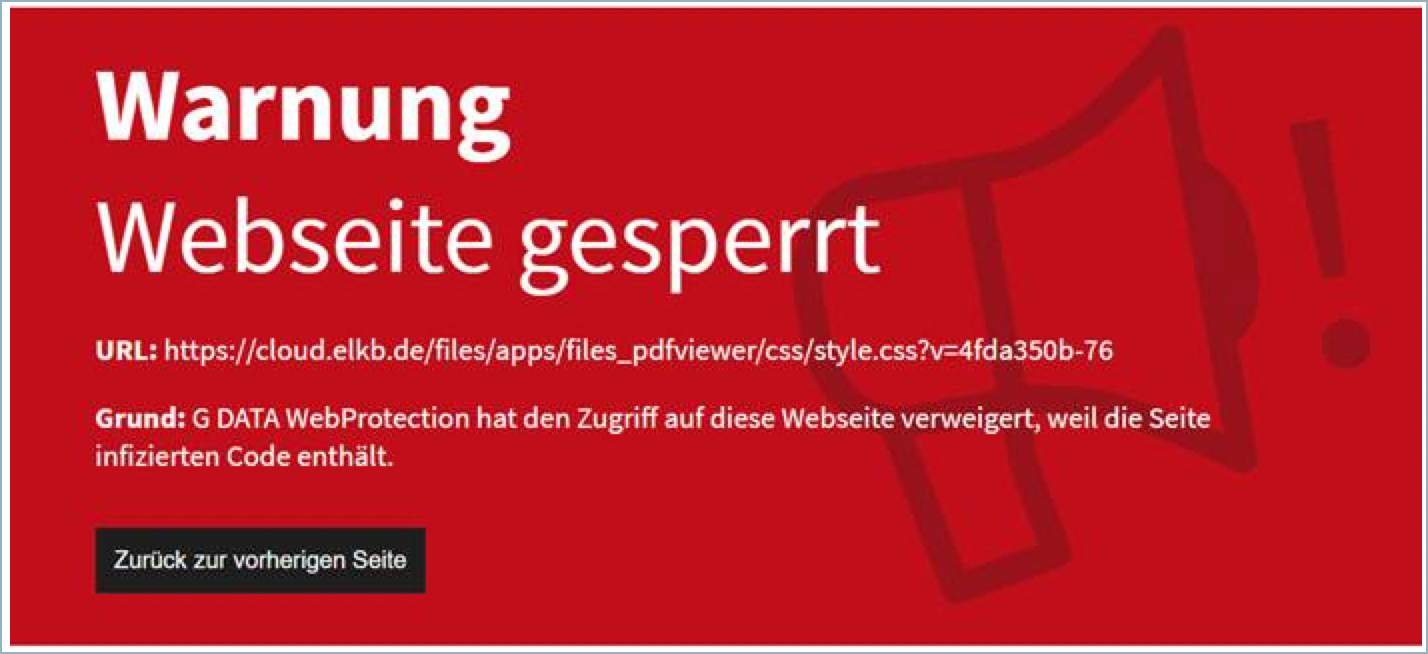 Warnung
Webseite gesperrt
URL: https://cloud.elkb.de/files/apps/files_pdfviewer/css/style.css?v=4fda350b-76
Grund: G DATA WebProtection hat den Zugriff auf diese Webseite verweigert, weil die Seite
infizierten Code enthält.
Zurück zur vorherigen Seite